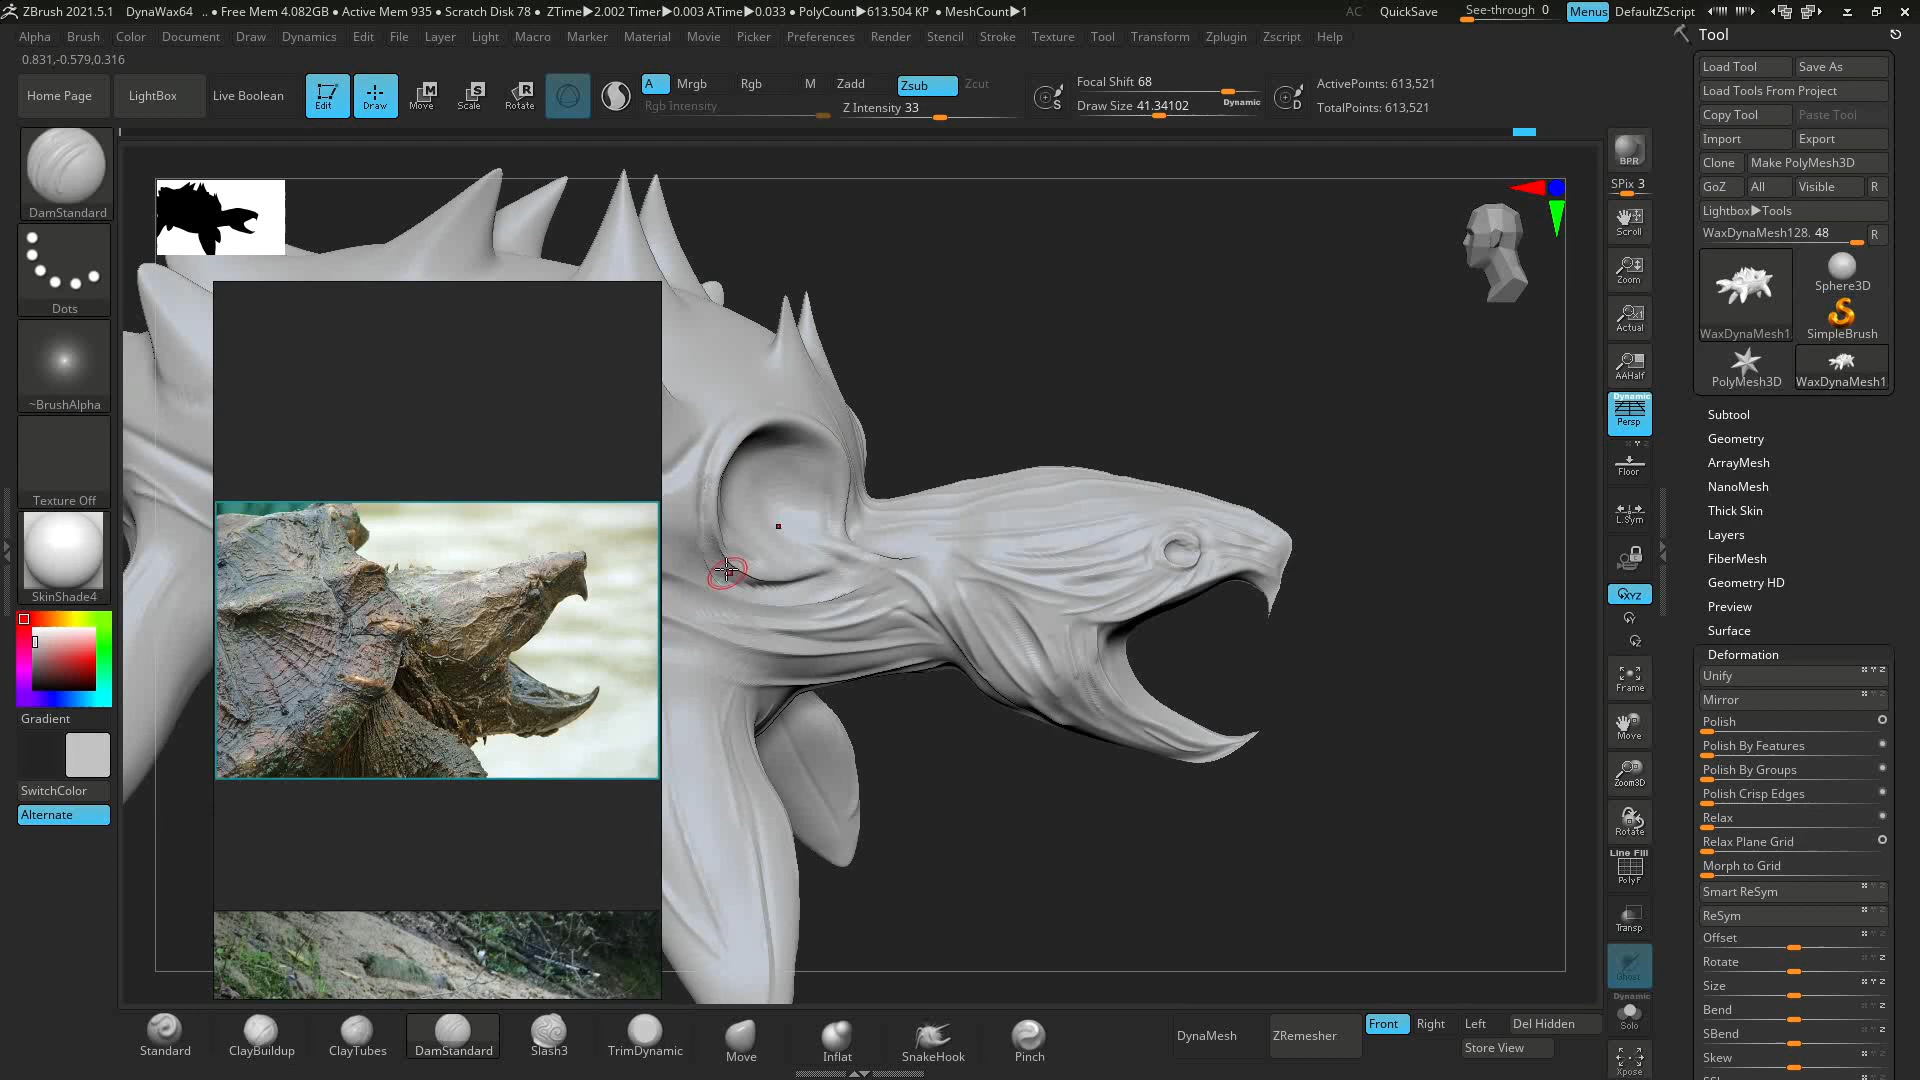 ZBrush 2021.5.1 DynaWax64 .. ● Free Mem 4.082GB ● Active Mem 935 ● Scratch Disk 78 ● ZTime▶2.002 Timer▶0.003 ATime▶0.033 ● PolyCount▶613.504 KP ● MeshCount▶1
AC QuickSave See-through 0 Menus DefaultZScript
Alpha Brush Color Document Draw Dynamics Edit File Layer Light Macro Marker Material Movie Picker Preferences Render Stencil Stroke Texture Tool Transform Zplugin Zscript Help
0.831,-0.579,0.316
Home Page LightBox Live Boolean Edit Draw Move Scale Rotate
A Mrgb Rgb M Zadd Zsub Zcut
Rgb Intensity Z Intensity 33
Focal Shift 68
Draw Size 41.34102 Dynamic
S
D
ActivePoints: 613,521
TotalPoints: 613,521
DamStandard
Dots
~BrushAlpha
Texture Off
SkinShade4
Gradient
SwitchColor
Alternate
BPR
SPix 3
Scroll
Zoom
Actual
AAHalf
Dynamic
Persp
Floor
L.Sym
XYZ
Frame
Move
Zoom3D
Rotate
Line Fill
PolyF
Transp
Ghost
Dynamic
Solo
Xpose
Tool
Load Tool Save As
Load Tools From Project
Copy Tool Paste Tool
Import Export
Clone Make PolyMesh3D
GoZ All Visible R
Lightbox▶Tools
WaxDynaMesh128. 48 R
WaxDynaMesh1
Sphere3D
SimpleBrush
PolyMesh3D
WaxDynaMesh1
Subtool
Geometry
ArrayMesh
NanoMesh
Thick Skin
Layers
FiberMesh
Geometry HD
Preview
Surface
Deformation
Unify
Mirror
Polish
Polish By Features
Polish By Groups
Polish Crisp Edges
Relax
Relax Plane Grid
Morph to Grid
Smart ReSym
ReSym
Offset
Rotate
Size
Bend
SBend
Skew
Standard ClayBuildup ClayTubes DamStandard Slash3 TrimDynamic Move Inflat SnakeHook Pinch
DynaMesh ZRemesher
Front Right Left Del Hidden
Store View